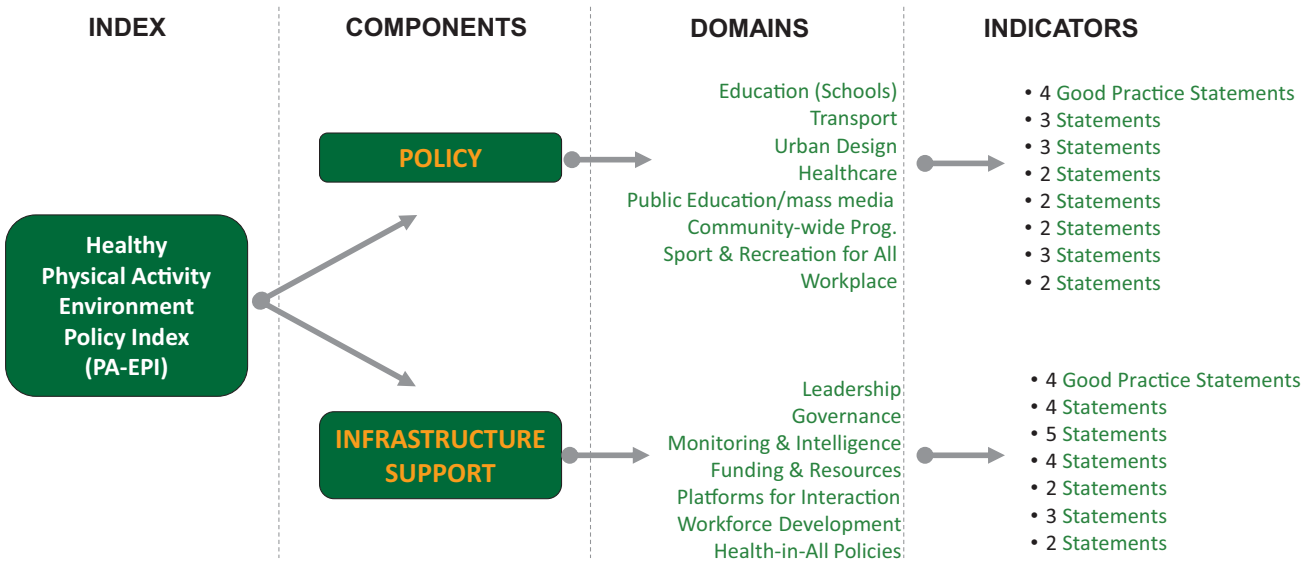 INDEX
COMPONENTS
DOMAINS
INDICATORS
Healthy
Physical Activity
Environment
Policy Index
(PA-EPI)
POLICY
Education (Schools)
Transport
Urban Design
Healthcare
Public Education/mass media
Community-wide Prog.
Sport & Recreation for All
Workplace
• 4 Good Practice Statements
• 3 Statements
• 3 Statements
• 2 Statements
• 2 Statements
• 2 Statements
• 3 Statements
• 2 Statements
INFRASTRUCTURE
SUPPORT
Leadership
Governance
Monitoring & Intelligence
Funding & Resources
Platforms for Interaction
Workforce Development
Health-in-All Policies
• 4 Good Practice Statements
• 4 Statements
• 5 Statements
• 4 Statements
• 2 Statements
• 3 Statements
• 2 Statements